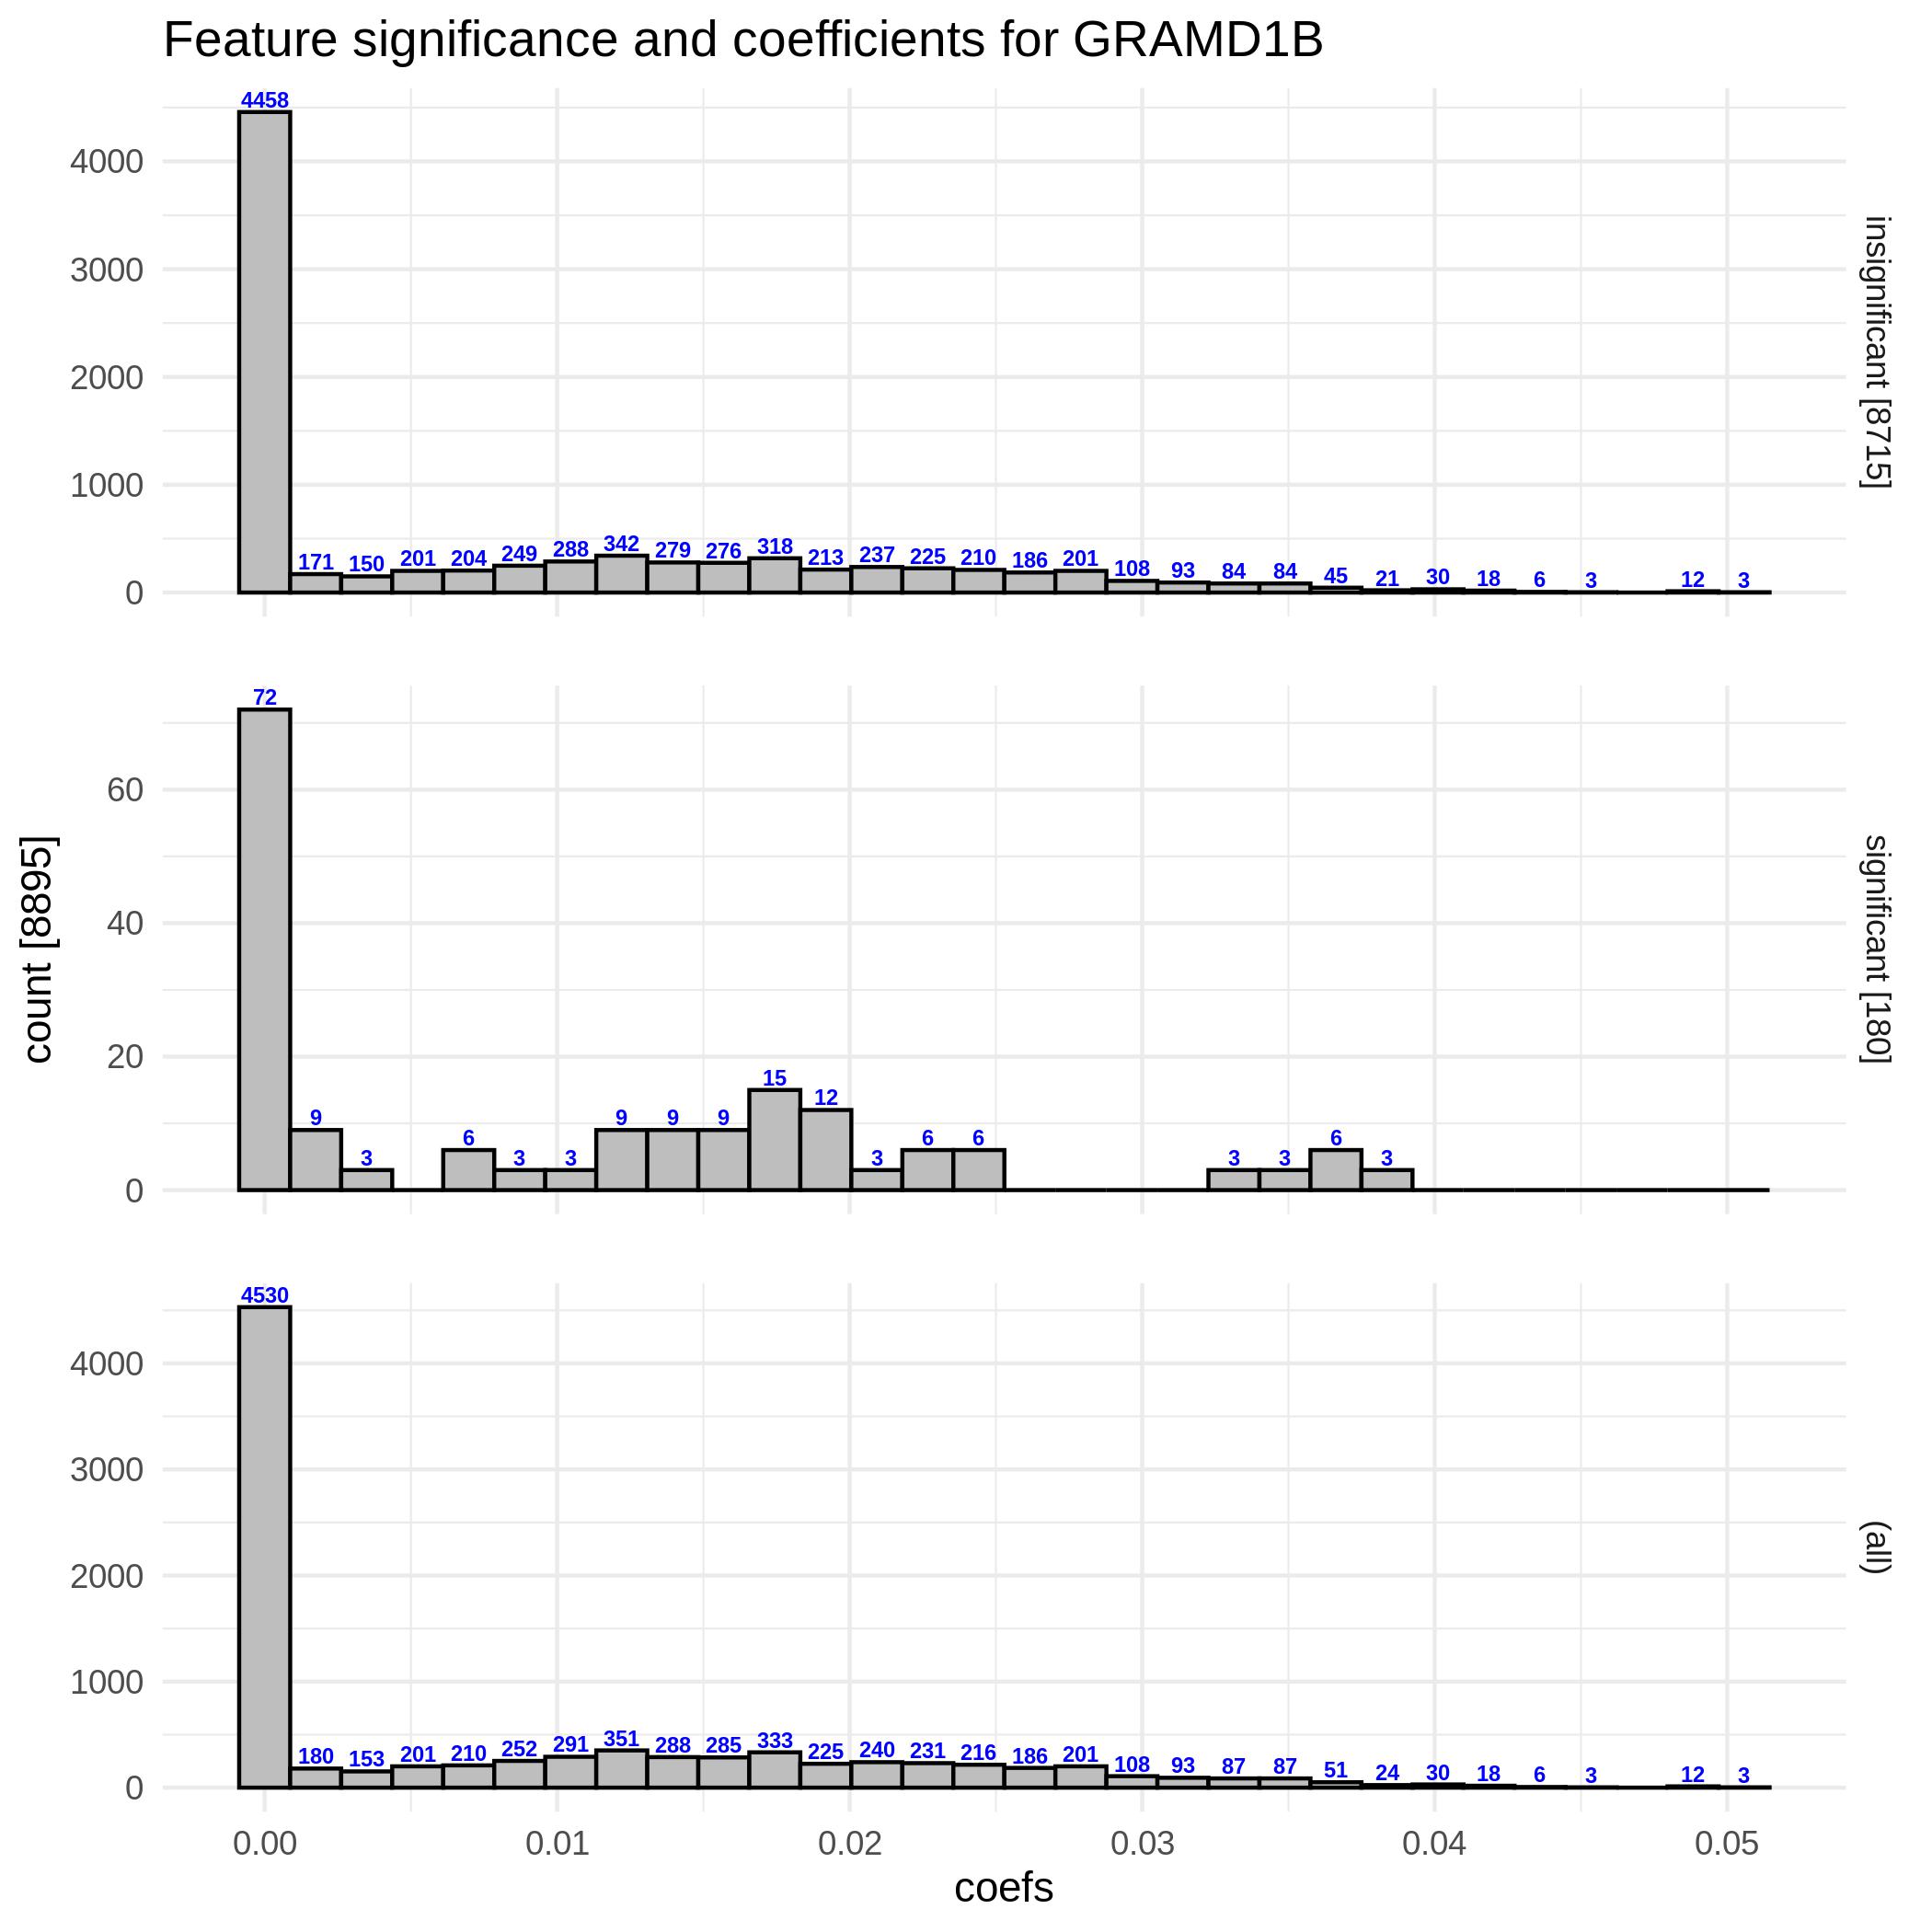 Feature significance and coefficients for GRAMD1B
count [8895]
4458
171 150 201 204 249 288 342 279 276 318 213 237 225 210 186 201 108 93 84 84 45 21 30 18 6 3 12 3
4000
3000
2000
1000
0
insignificant [8715]
72
9 3 6 3 3 9 9 9 15 12 3 6 6 3 3 6 3
60
40
20
0
significant [180]
4530
180 153 201 210 252 291 351 288 285 333 225 240 231 216 186 201 108 93 87 87 51 24 30 18 6 3 12 3
4000
3000
2000
1000
0
(all)
0.00 0.01 0.02 0.03 0.04 0.05
coefs